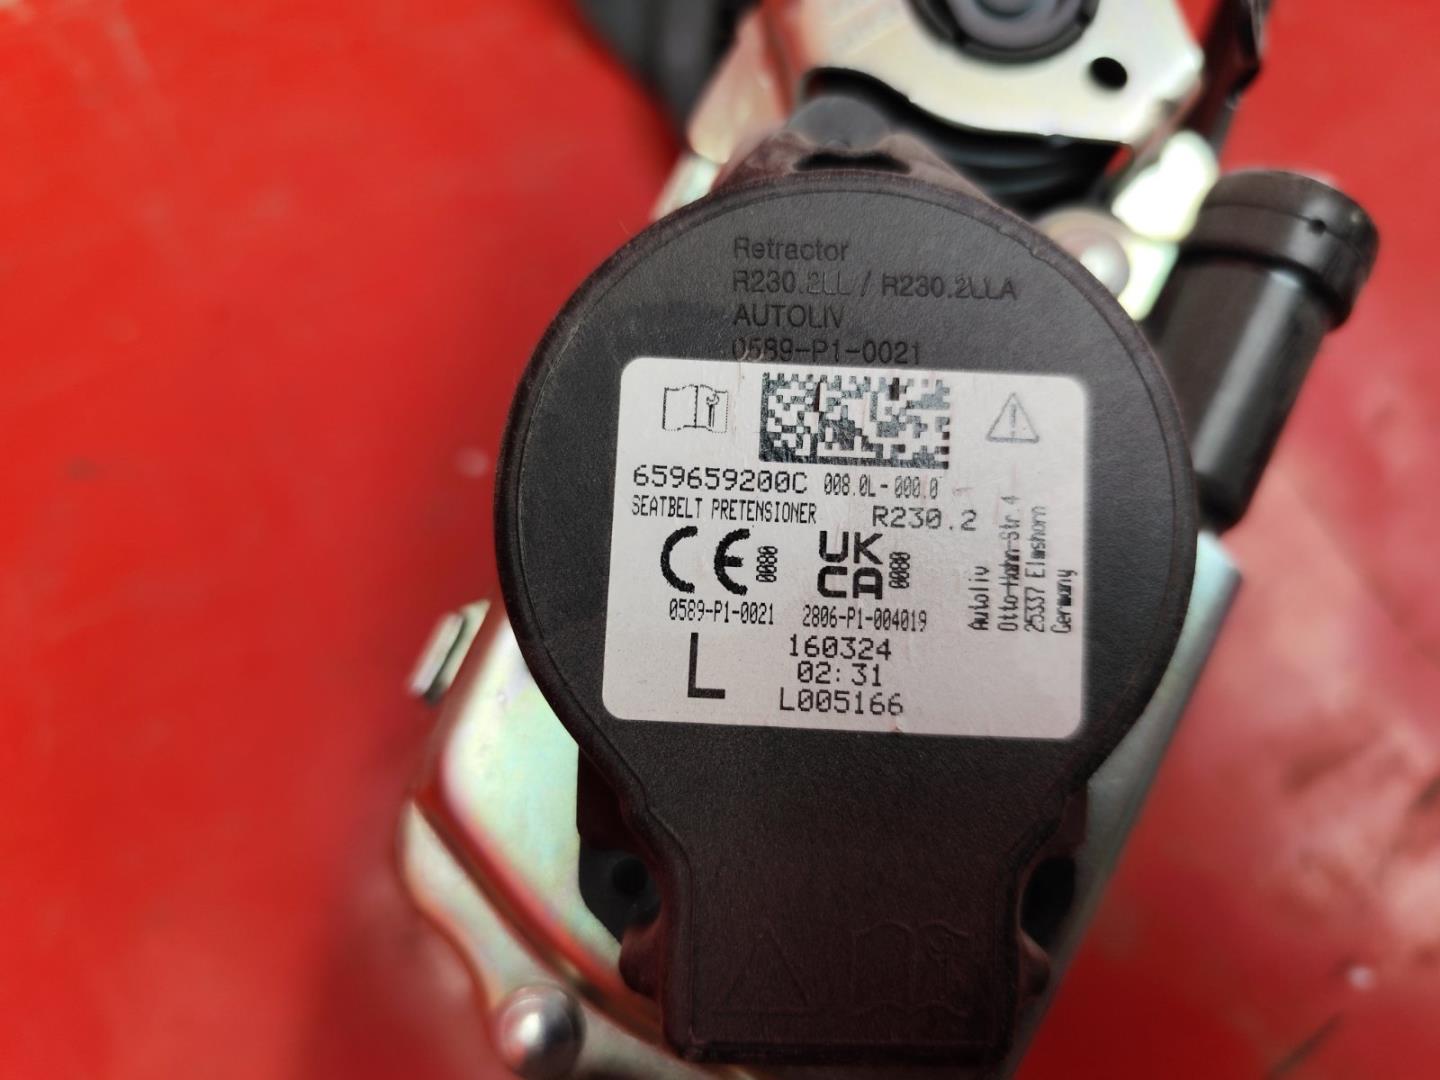 Retractor
R230.2LL / R230.2LLA
AUTOLIV
0589-P1-0021
659659200C 008.0L-000.0
SEATBELT PRETENSIONER R230.2
CE 0080 UK CA 0080
0589-P1-0021 2806-P1-004019
L
160324
02:31
L005166
Autoliv
Otto-Hahn-Str.4
25337 Elmshorn
Germany